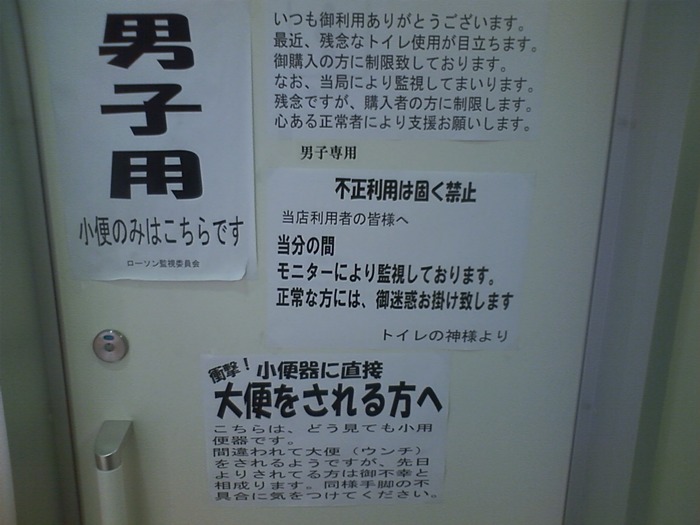 男子用
小便のみはこちらです
ローソン監視委員会
いつも御利用ありがとうございます。
最近、残念なトイレ使用が目立ちます。
御購入の方に制限致しております。
なお、当局により監視してまいります。
残念ですが、購入者の方に制限します。
心ある正常者により支援お願いします。
男子専用
不正利用は固く禁止
当店利用者の皆様へ
当分の間
モニターにより監視しております。
正常な方には、御迷惑お掛け致します
トイレの神様より
衝撃！小便器に直接
大便をされる方へ
こちらは、どう見ても小用
便器です。
間違われて大便（ウンチ）
をされるようですが、先日
よりされてる方は御不幸と
相成ります。同様手脚の不
具合に気をつけてください。